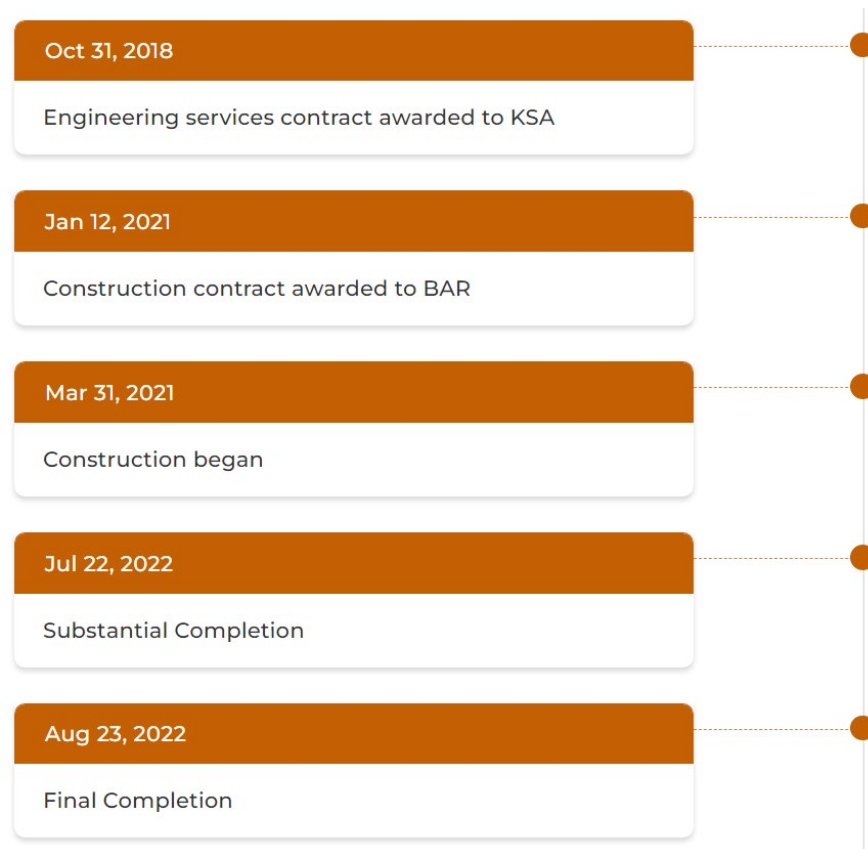 Oct 31, 2018
Engineering services contract awarded to KSA
Jan 12, 2021
Construction contract awarded to BAR
Mar 31, 2021
Construction began
Jul 22, 2022
Substantial Completion
Aug 23, 2022
Final Completion